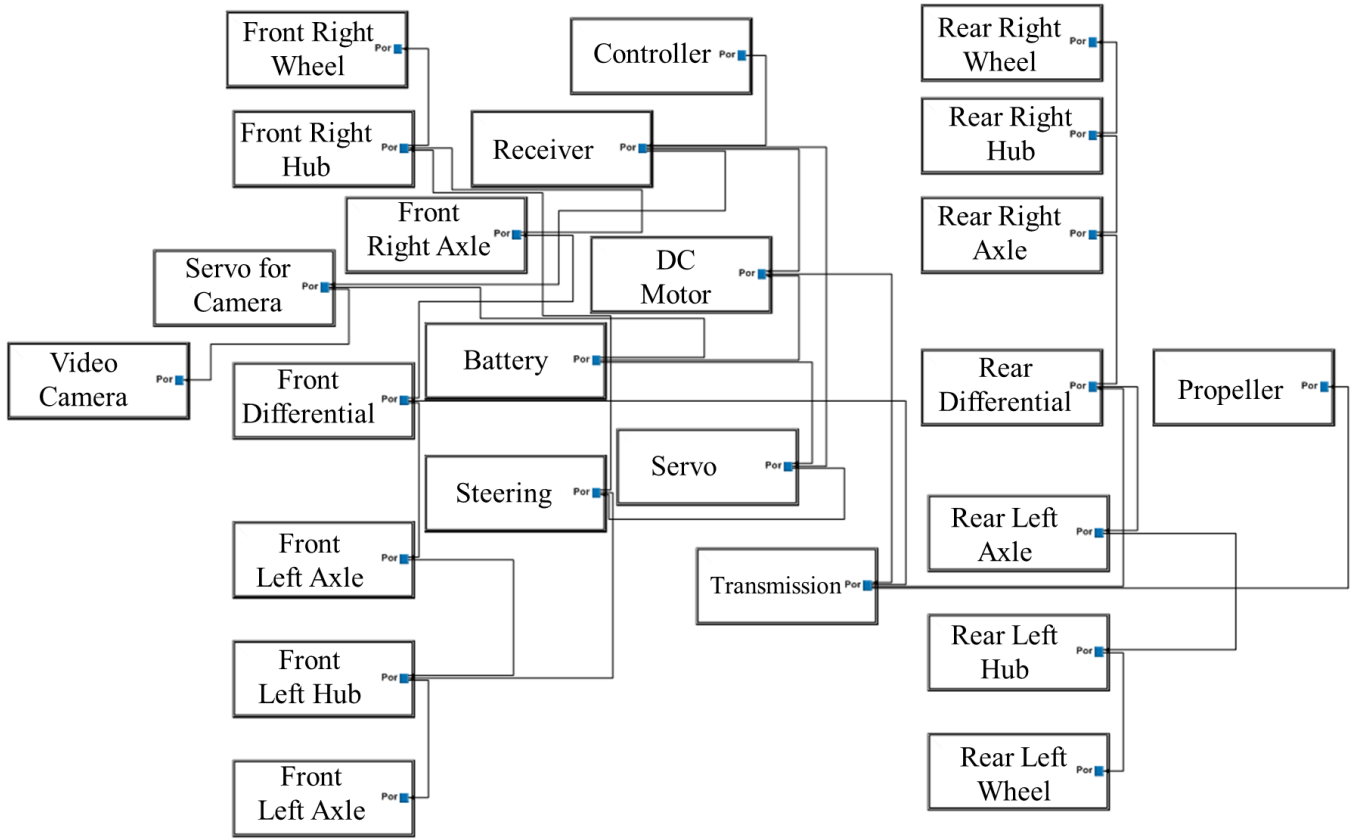 Front Right
Wheel
Por
Controller
Por
Rear Right
Wheel
Por
Front Right
Hub
Por
Receiver
Por
Rear Right
Hub
Por
Front
Right Axle
Por
Rear Right
Axle
Por
Servo for
Camera
Por
DC
Motor
Por
Video
Camera
Por
Battery
Por
Front
Differential
Por
Rear
Differential
Por
Propeller
Por
Steering
Por
Servo
Por
Rear Left
Axle
Por
Front
Left Axle
Por
Transmission
Por
Front
Left Hub
Por
Rear Left
Hub
Por
Front
Left Axle
Por
Rear Left
Wheel
Por